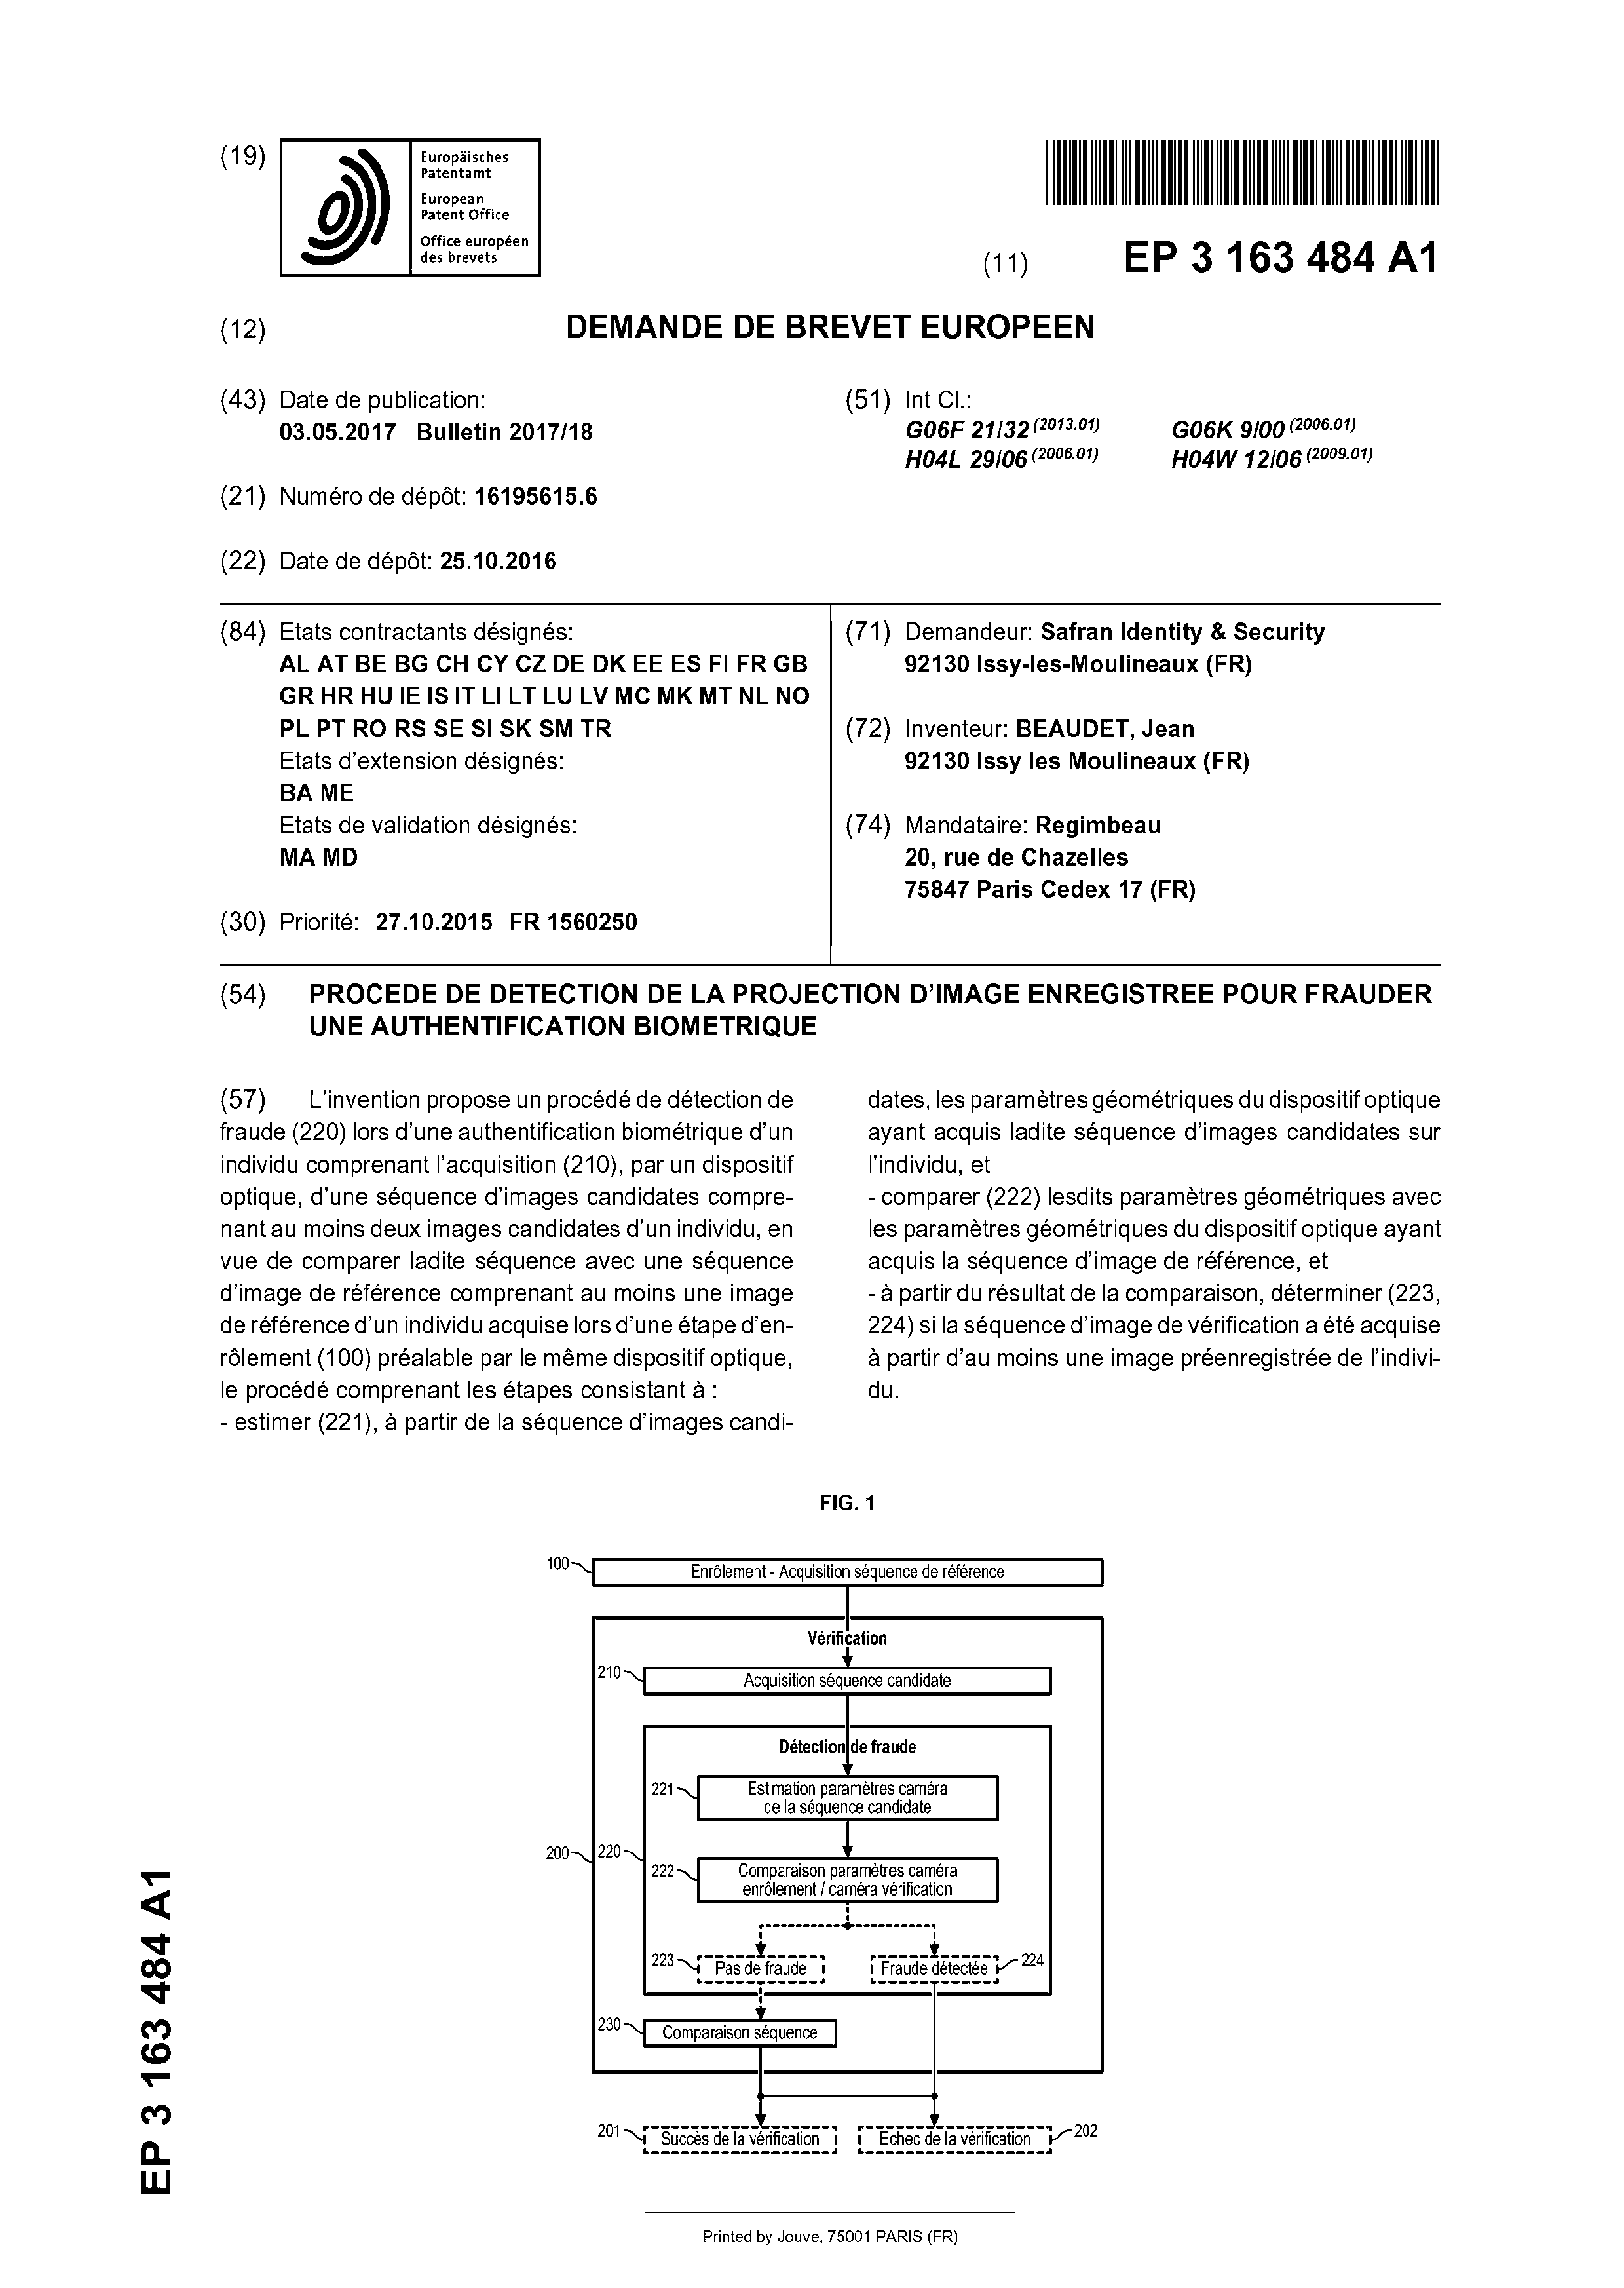 (19)
Europäisches
Patentamt
European
Patent Office
Office européen
des brevets
(11) EP 3 163 484 A1
(12) DEMANDE DE BREVET EUROPEEN
(43) Date de publication:
03.05.2017 Bulletin 2017/18
(21) Numéro de dépôt: 16195615.6
(22) Date de dépôt: 25.10.2016
(51) Int Cl.:
G06F 21/32 (2013.01) G06K 9/00 (2006.01)
H04L 29/06 (2006.01) H04W 12/06 (2009.01)
(84) Etats contractants désignés:
AL AT BE BG CH CY CZ DE DK EE ES FI FR GB
GR HR HU IE IS IT LI LT LU LV MC MK MT NL NO
PL PT RO RS SE SI SK SM TR
Etats d'extension désignés:
BA ME
Etats de validation désignés:
MA MD
(30) Priorité: 27.10.2015 FR 1560250
(71) Demandeur: Safran Identity & Security
92130 Issy-les-Moulineaux (FR)
(72) Inventeur: BEAUDET, Jean
92130 Issy les Moulineaux (FR)
(74) Mandataire: Regimbeau
20, rue de Chazelles
75847 Paris Cedex 17 (FR)
(54) PROCEDE DE DETECTION DE LA PROJECTION D'IMAGE ENREGISTREE POUR FRAUDER
UNE AUTHENTIFICATION BIOMETRIQUE
(57) L'invention propose un procédé de détection de
fraude (220) lors d'une authentification biométrique d'un
individu comprenant l'acquisition (210), par un dispositif
optique, d'une séquence d'images candidates compre-
nant au moins deux images candidates d'un individu, en
vue de comparer ladite séquence avec une séquence
d'image de référence comprenant au moins une image
de référence d'un individu acquise lors d'une étape d'en-
rôlement (100) préalable par le même dispositif optique,
le procédé comprenant les étapes consistant à :
- estimer (221), à partir de la séquence d'images candi-
dates, les paramètres géométriques du dispositif optique
ayant acquis ladite séquence d'images candidates sur
l'individu, et
- comparer (222) lesdits paramètres géométriques avec
les paramètres géométriques du dispositif optique ayant
acquis la séquence d'image de référence, et
- à partir du résultat de la comparaison, déterminer (223,
224) si la séquence d'image de vérification a été acquise
à partir d'au moins une image préenregistrée de l'indivi-
du.
FIG. 1
100
Enrôlement - Acquisition séquence de référence
Vérification
210
Acquisition séquence candidate
Détection de fraude
221
Estimation paramètres caméra
de la séquence candidate
200
220
222
Comparaison paramètres caméra
enrôlement / caméra vérification
223
Pas de fraude
Fraude détectée
224
230
Comparaison séquence
201
Succès de la vérification
Echec de la vérification
202
EP 3 163 484 A1
Printed by Jouve, 75001 PARIS (FR)